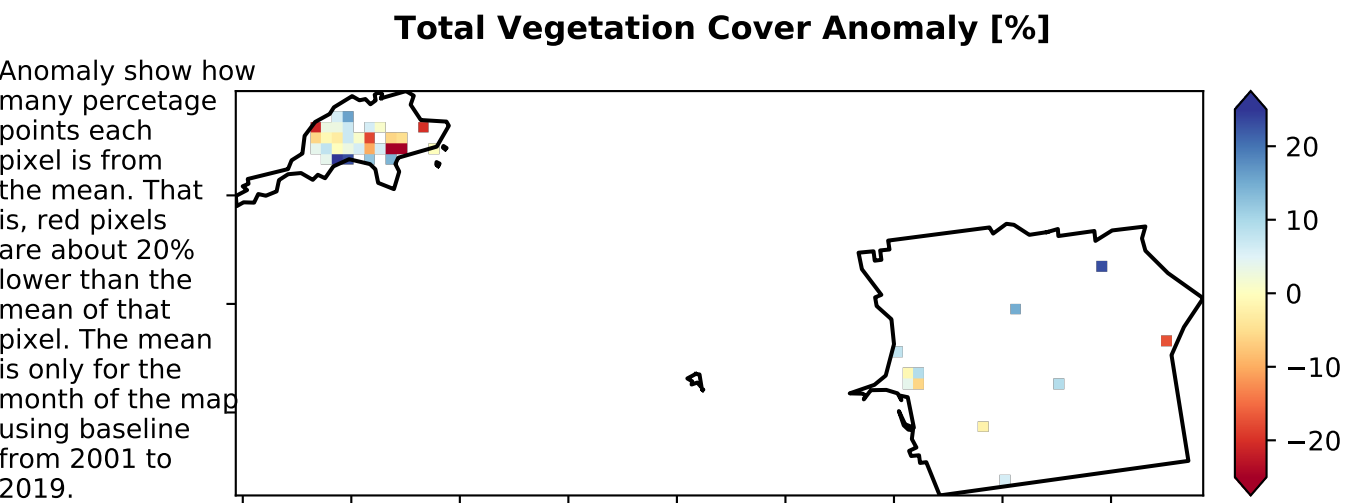 Total Vegetation Cover Anomaly [%]
Anomaly show how
many percetage
points each
pixel is from
the mean. That
is, red pixels
are about 20%
lower than the
mean of that
pixel. The mean
is only for the
month of the map
using baseline
from 2001 to
2019.
20
10
0
−10
−20